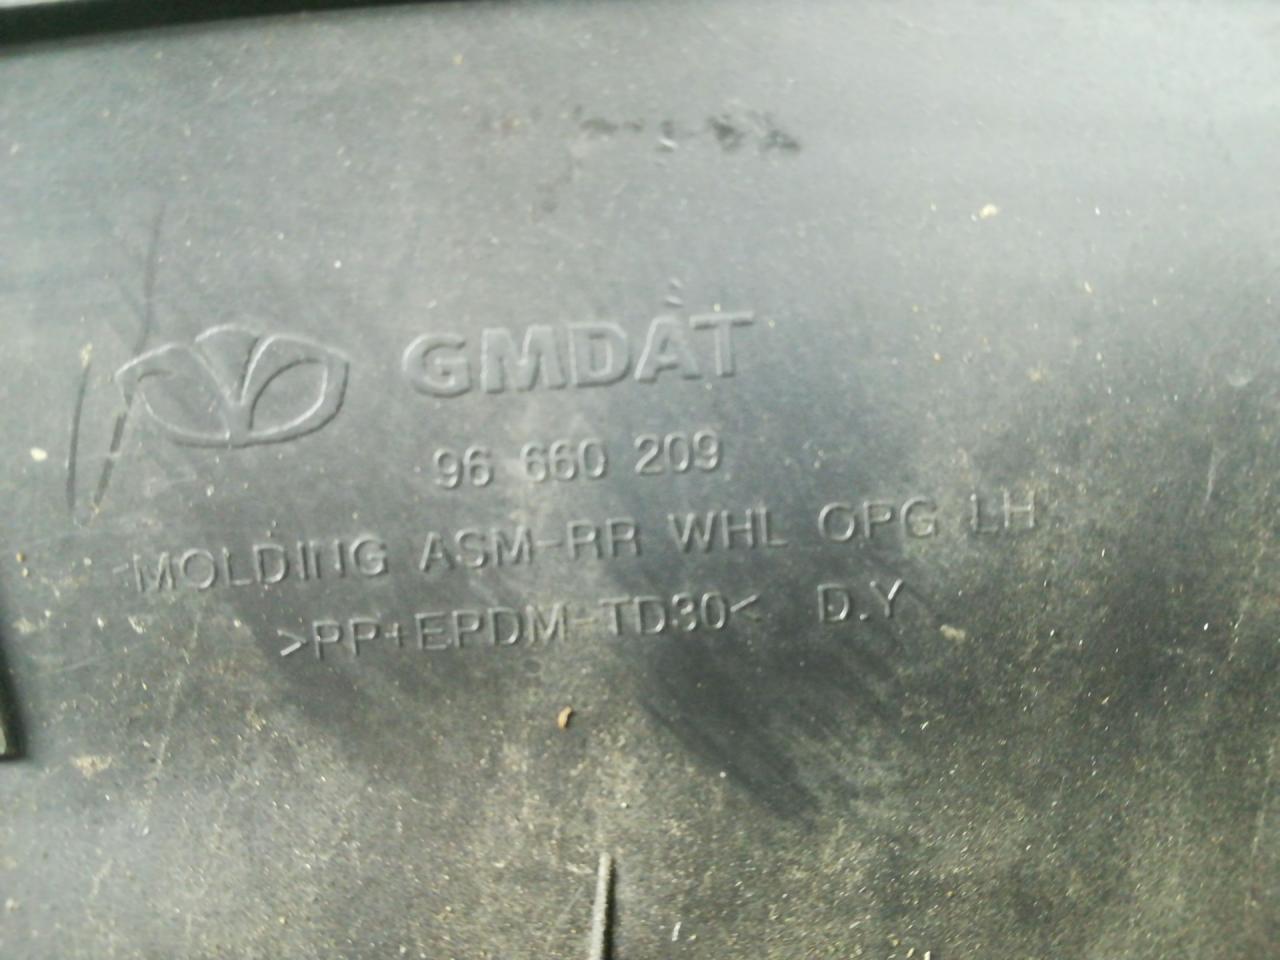 GMDAT
96 660 209
MOLDING ASM-RR WHL OPG LH
>PP+EPDM-TD30< D.Y